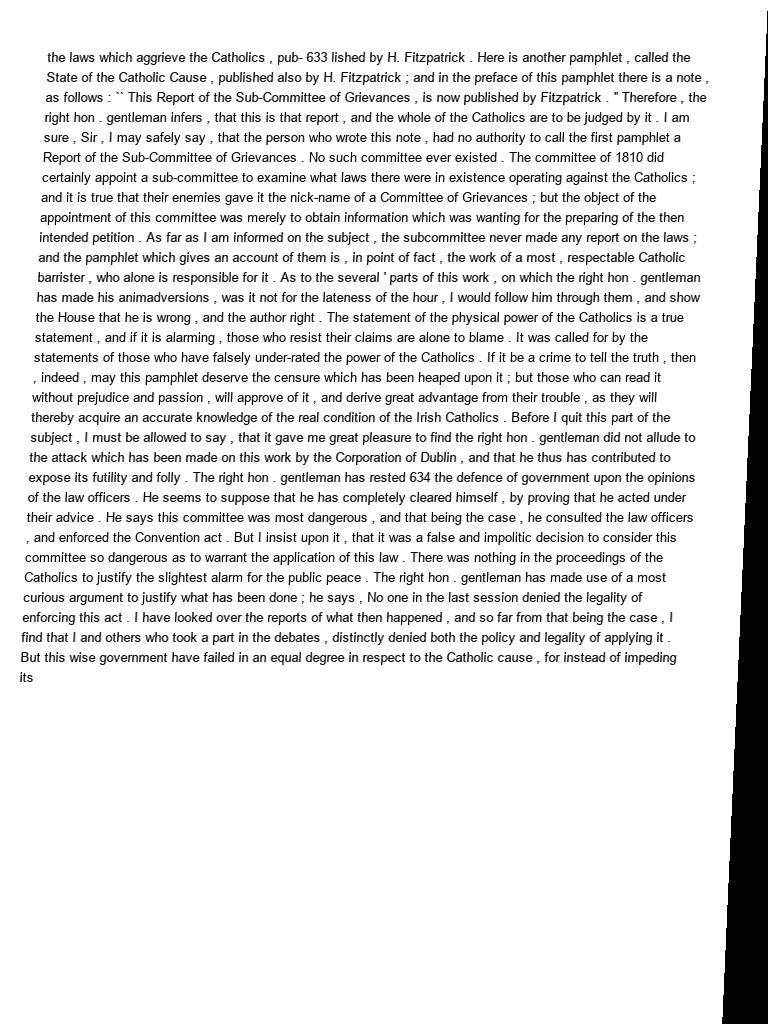 the laws which aggrieve the Catholics , pub- 633 lished by H. Fitzpatrick . Here is another pamphlet , called the
State of the Catholic Cause , published also by H. Fitzpatrick ; and in the preface of this pamphlet there is a note ,
as follows : `` This Report of the Sub-Committee of Grievances , is now published by Fitzpatrick . '' Therefore , the
right hon . gentleman infers , that this is that report , and the whole of the Catholics are to be judged by it . I am
sure , Sir , I may safely say , that the person who wrote this note , had no authority to call the first pamphlet a
Report of the Sub-Committee of Grievances . No such committee ever existed . The committee of 1810 did
certainly appoint a sub-committee to examine what laws there were in existence operating against the Catholics ;
and it is true that their enemies gave it the nick-name of a Committee of Grievances ; but the object of the
appointment of this committee was merely to obtain information which was wanting for the preparing of the then
intended petition . As far as I am informed on the subject , the subcommittee never made any report on the laws ;
and the pamphlet which gives an account of them is , in point of fact , the work of a most , respectable Catholic
barrister , who alone is responsible for it . As to the several ' parts of this work , on which the right hon . gentleman
has made his animadversions , was it not for the lateness of the hour , I would follow him through them , and show
the House that he is wrong , and the author right . The statement of the physical power of the Catholics is a true
statement , and if it is alarming , those who resist their claims are alone to blame . It was called for by the
statements of those who have falsely under-rated the power of the Catholics . If it be a crime to tell the truth , then
, indeed , may this pamphlet deserve the censure which has been heaped upon it ; but those who can read it
without prejudice and passion , will approve of it , and derive great advantage from their trouble , as they will
thereby acquire an accurate knowledge of the real condition of the Irish Catholics . Before I quit this part of the
subject , I must be allowed to say , that it gave me great pleasure to find the right hon . gentleman did not allude to
the attack which has been made on this work by the Corporation of Dublin , and that he thus has contributed to
expose its futility and folly . The right hon . gentleman has rested 634 the defence of government upon the opinions
of the law officers . He seems to suppose that he has completely cleared himself , by proving that he acted under
their advice . He says this committee was most dangerous , and that being the case , he consulted the law officers
, and enforced the Convention act . But I insist upon it , that it was a false and impolitic decision to consider this
committee so dangerous as to warrant the application of this law . There was nothing in the proceedings of the
Catholics to justify the slightest alarm for the public peace . The right hon . gentleman has made use of a most
curious argument to justify what has been done ; he says , No one in the last session denied the legality of
enforcing this act . I have looked over the reports of what then happened , and so far from that being the case , I
find that I and others who took a part in the debates , distinctly denied both the policy and legality of applying it .
But this wise government have failed in an equal degree in respect to the Catholic cause , for instead of impeding
its